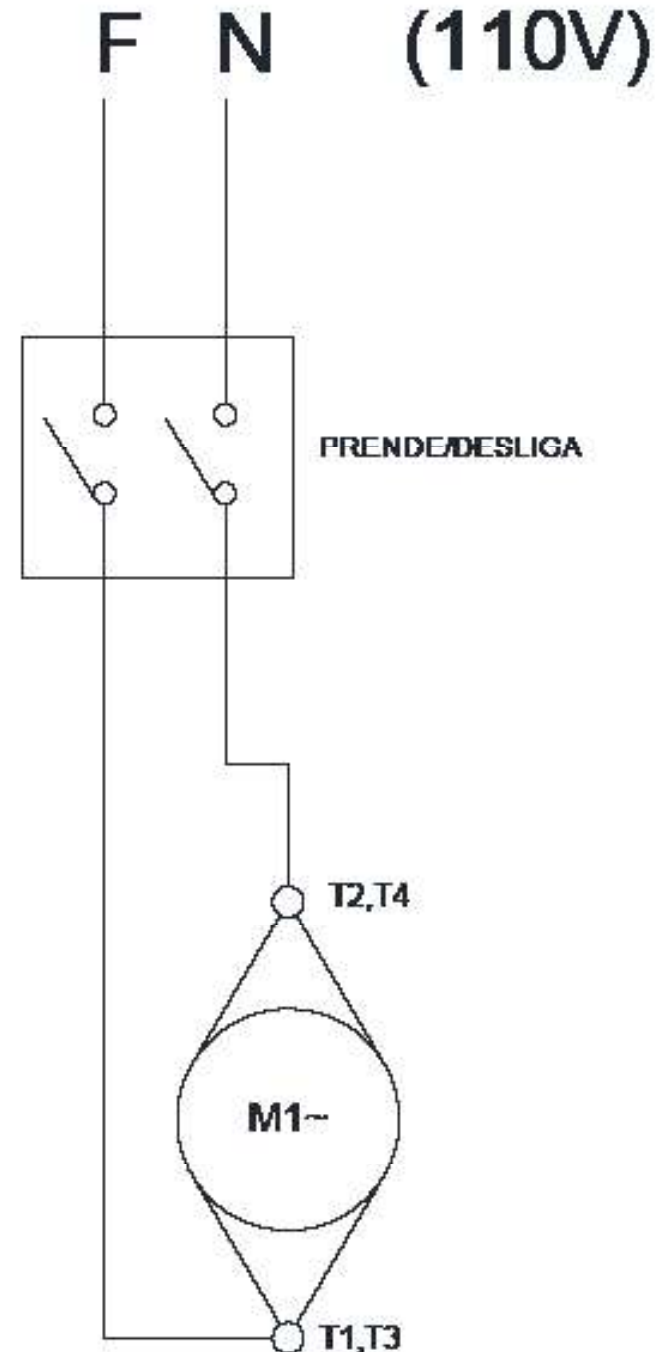 F N (110V)
PRENDE/DESLIGA
T2,T4
M1~
T1,T3